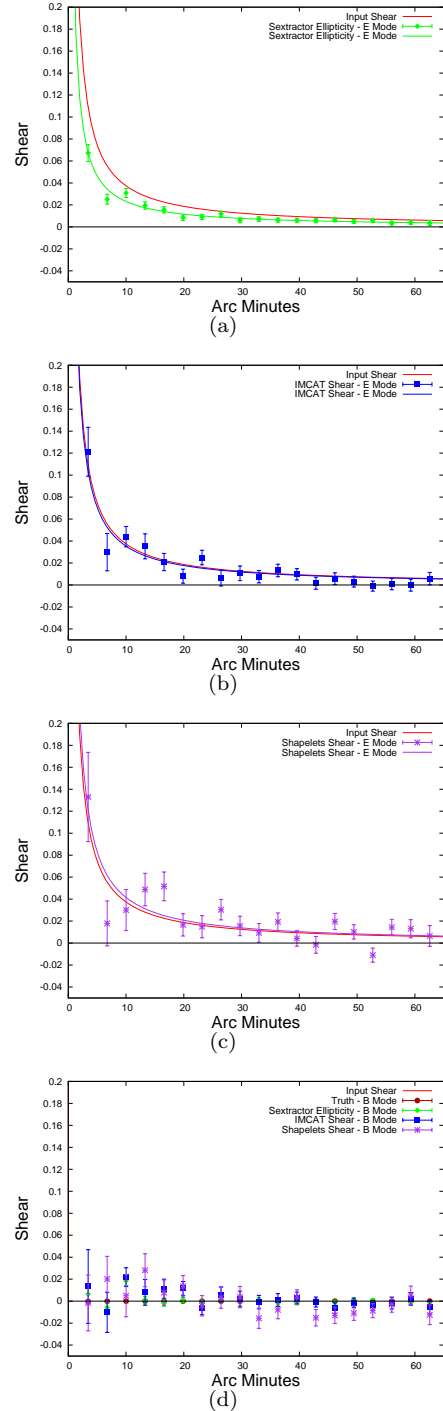 0.2
Input Shear
Sextractor Ellipticity - E Mode
Sextractor Ellipticity - E Mode
0.18
0.16
0.14
0.12
0.1
0.08
0.06
0.04
0.02
0
-0.02
-0.04
Shear
0 10 20 30 40 50 60
Arc Minutes
(a)
0.2
Input Shear
IMCAT Shear - E Mode
IMCAT Shear - E Mode
0.18
0.16
0.14
0.12
0.1
0.08
0.06
0.04
0.02
0
-0.02
-0.04
Shear
0 10 20 30 40 50 60
Arc Minutes
(b)
0.2
Input Shear
Shapelets Shear - E Mode
Shapelets Shear - E Mode
0.18
0.16
0.14
0.12
0.1
0.08
0.06
0.04
0.02
0
-0.02
-0.04
Shear
0 10 20 30 40 50 60
Arc Minutes
(c)
0.2
Input Shear
Truth - B Mode
Sextractor Ellipticity - B Mode
IMCAT Shear - B Mode
Shapelets Shear - B Mode
0.18
0.16
0.14
0.12
0.1
0.08
0.06
0.04
0.02
0
-0.02
-0.04
Shear
0 10 20 30 40 50 60
Arc Minutes
(d)